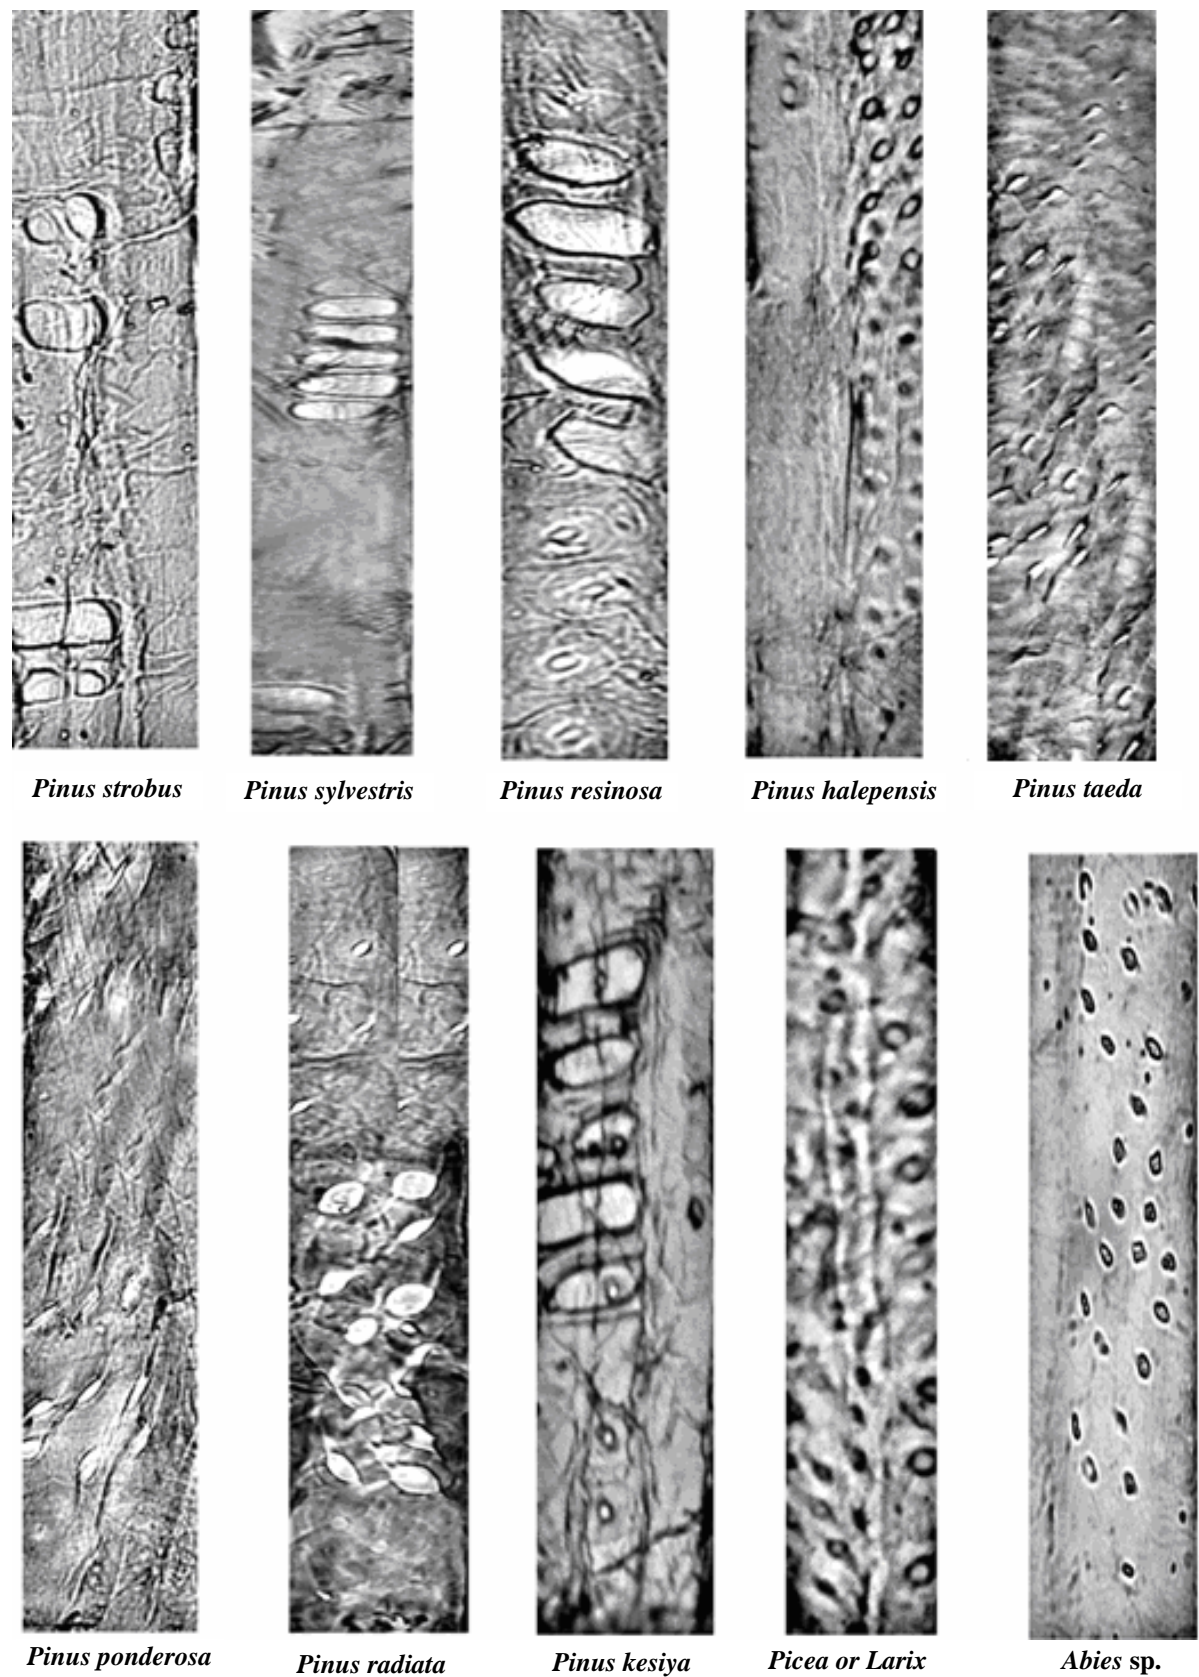 Pinus strobus
Pinus sylvestris
Pinus resinosa
Pinus halepensis
Pinus taeda
Pinus ponderosa
Pinus radiata
Pinus kesiya
Picea or Larix
Abies sp.